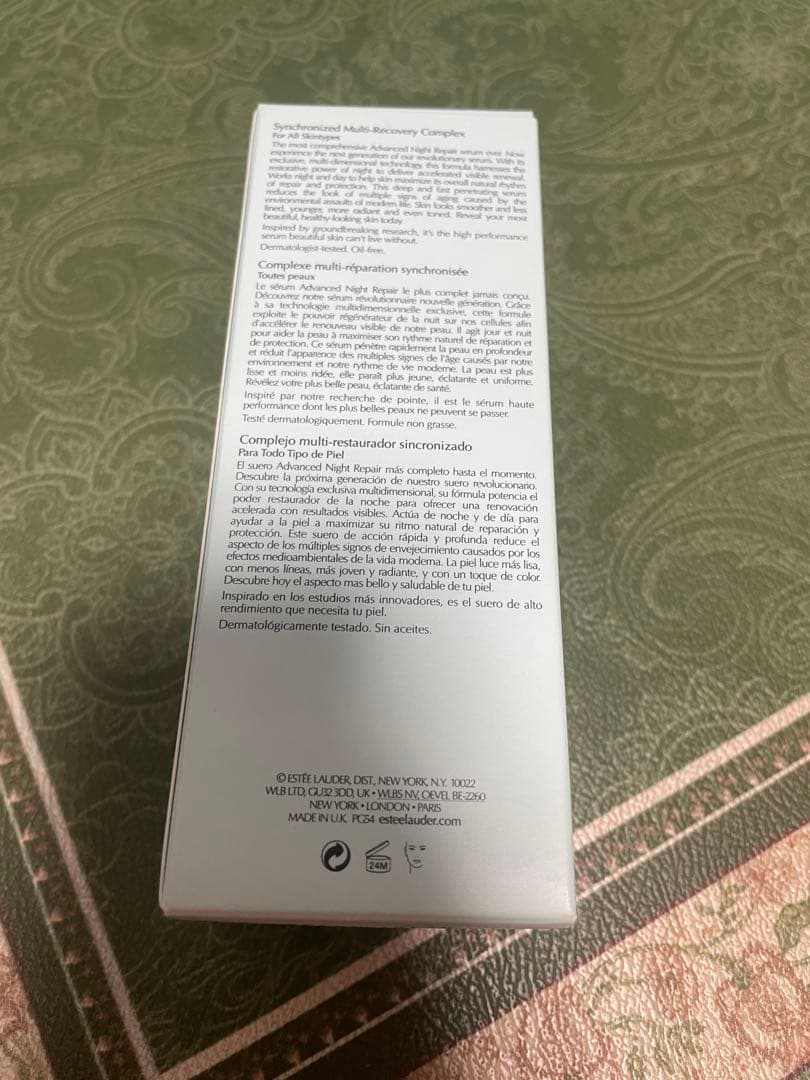 Synchronized Multi-Recovery Complex
For All Skintypes
The most comprehensive Advanced Night Repair serum ever. Now
experience the next generation of our revolutionary serum. With its
exclusive, multi-dimensional technology, this formula harnesses the
restorative power of night to deliver accelerated visible renewal.
Works night and day to help skin maximize its overall natural rhythm
of repair and protection. This deep and fast penetrating serum
reduces the look of multiple signs of aging caused by the
environmental assaults of modern life. Skin looks smoother and less
lined, younger, more radiant and even toned. Reveal your most
beautiful, healthy-looking skin today.
Inspired by groundbreaking research, it's the high performance
serum beautiful skin can't live without.
Dermatologist-tested. Oil-free.
Complexe multi-réparation synchronisée
Toutes peaux
Le sérum Advanced Night Repair le plus complet jamais conçu.
Découvrez notre sérum révolutionnaire nouvelle génération. Grâce
à sa technologie multidimensionnelle exclusive, cette formule
exploite le pouvoir régénérateur de la nuit sur nos cellules afin
d'accélérer le renouveau visible de notre peau. Il agit jour et nuit
pour aider la peau à maximiser son rythme naturel de réparation et
de protection. Ce sérum pénètre rapidement la peau en profondeur
et réduit l'apparence des multiples signes de l'âge causés par notre
environnement et notre rythme de vie moderne. La peau est plus
lisse et moins ridée, elle paraît plus jeune, éclatante et uniforme.
Révélez votre plus belle peau, éclatante de santé.
Inspiré par notre recherche de pointe, il est le sérum haute
performance dont les plus belles peaux ne peuvent se passer.
Testé dermatologiquement. Formule non grasse.
Complejo multi-restaurador sincronizado
Para Todo Tipo de Piel
El suero Advanced Night Repair más completo hasta el momento.
Descubre la próxima generación de nuestro suero revolucionario.
Con su tecnología exclusiva multidimensional, su fórmula potencia el
poder restaurador de la noche para ofrecer una renovación
acelerada con resultados visibles. Actúa de noche y de día para
ayudar a la piel a maximizar su ritmo natural de reparación y
protección. Este suero de acción rápida y profunda reduce el
aspecto de los múltiples signos de envejecimiento causados por los
efectos medioambientales de la vida moderna. La piel luce más lisa,
con menos líneas, más joven y radiante, y con un toque de color.
Descubre hoy el aspecto mas bello y saludable de tu piel.
Inspirado en los estudios más innovadores, es el suero de alto
rendimiento que necesita tu piel.
Dermatológicamente testado. Sin aceites.
© ESTĒE LAUDER, DIST., NEW YORK, N.Y. 10022
WLB LTD, GU32 3DD, UK • WLBS NV, OEVEL BE-2260
NEW YORK • LONDON • PARIS
MADE IN U.K. PG54 esteelauder.com
24M